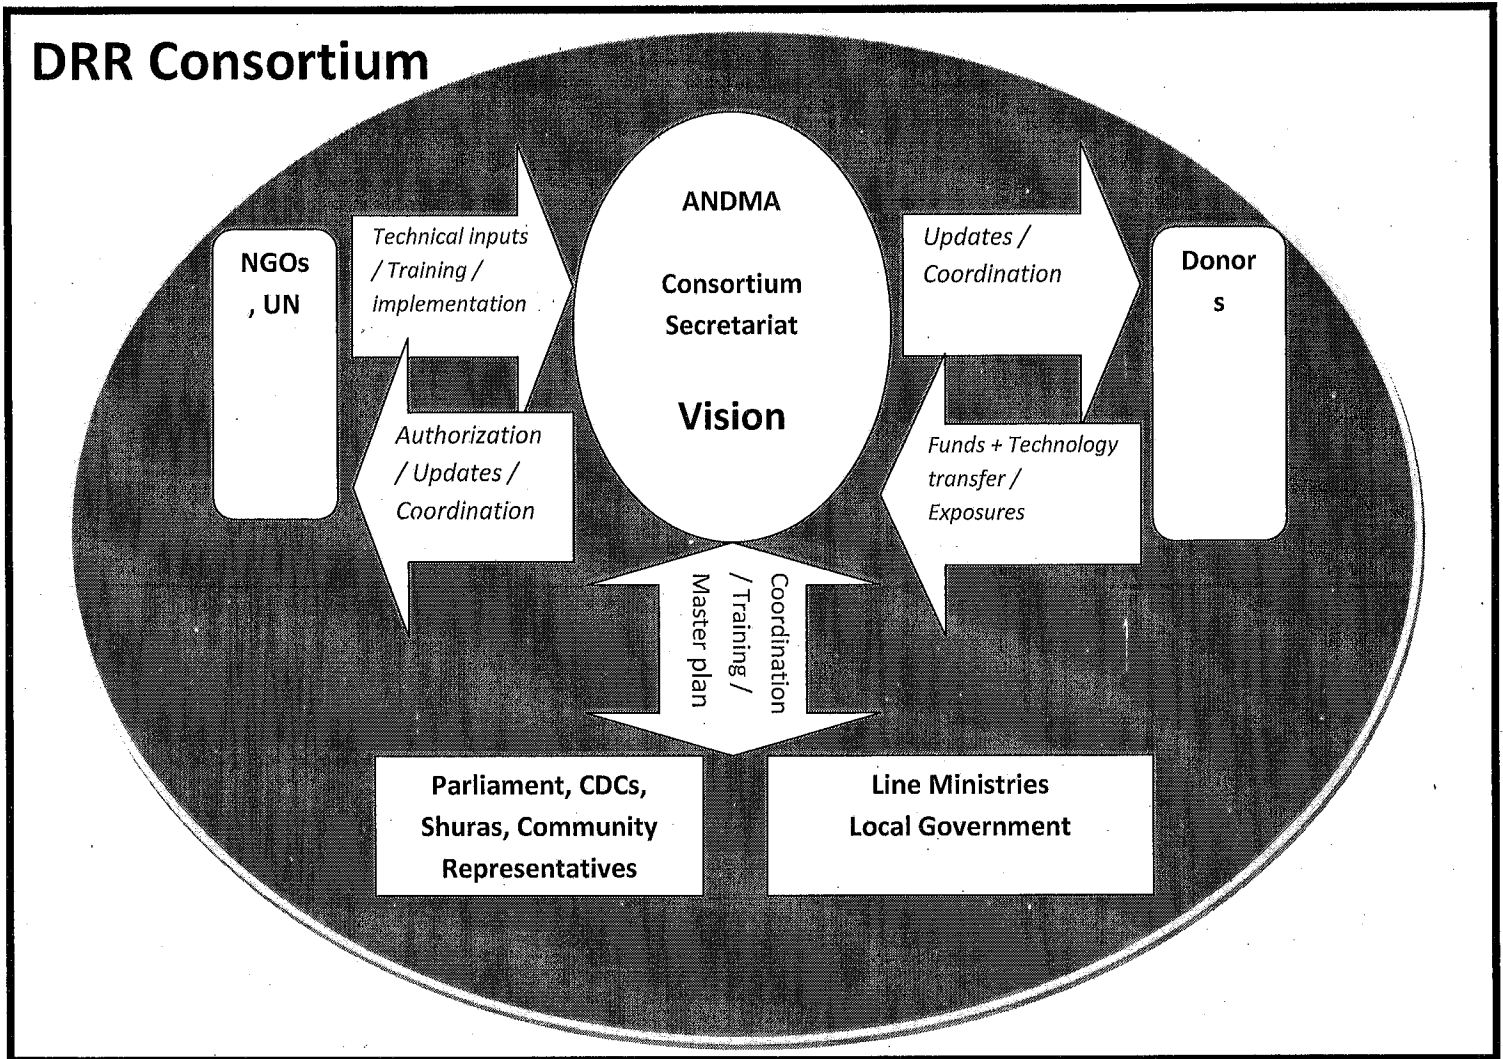 DRR Consortium
NGOs
, UN
Technical inputs
/ Training /
implementation
Authorization
/ Updates /
Coordination
ANDMA
Consortium
Secretariat
Vision
Updates /
Coordination
Funds + Technology
transfer /
Exposures
Donor
s
Coordination
/ Training /
Master plan
Parliament, CDCs,
Shuras, Community
Representatives
Line Ministries
Local Government